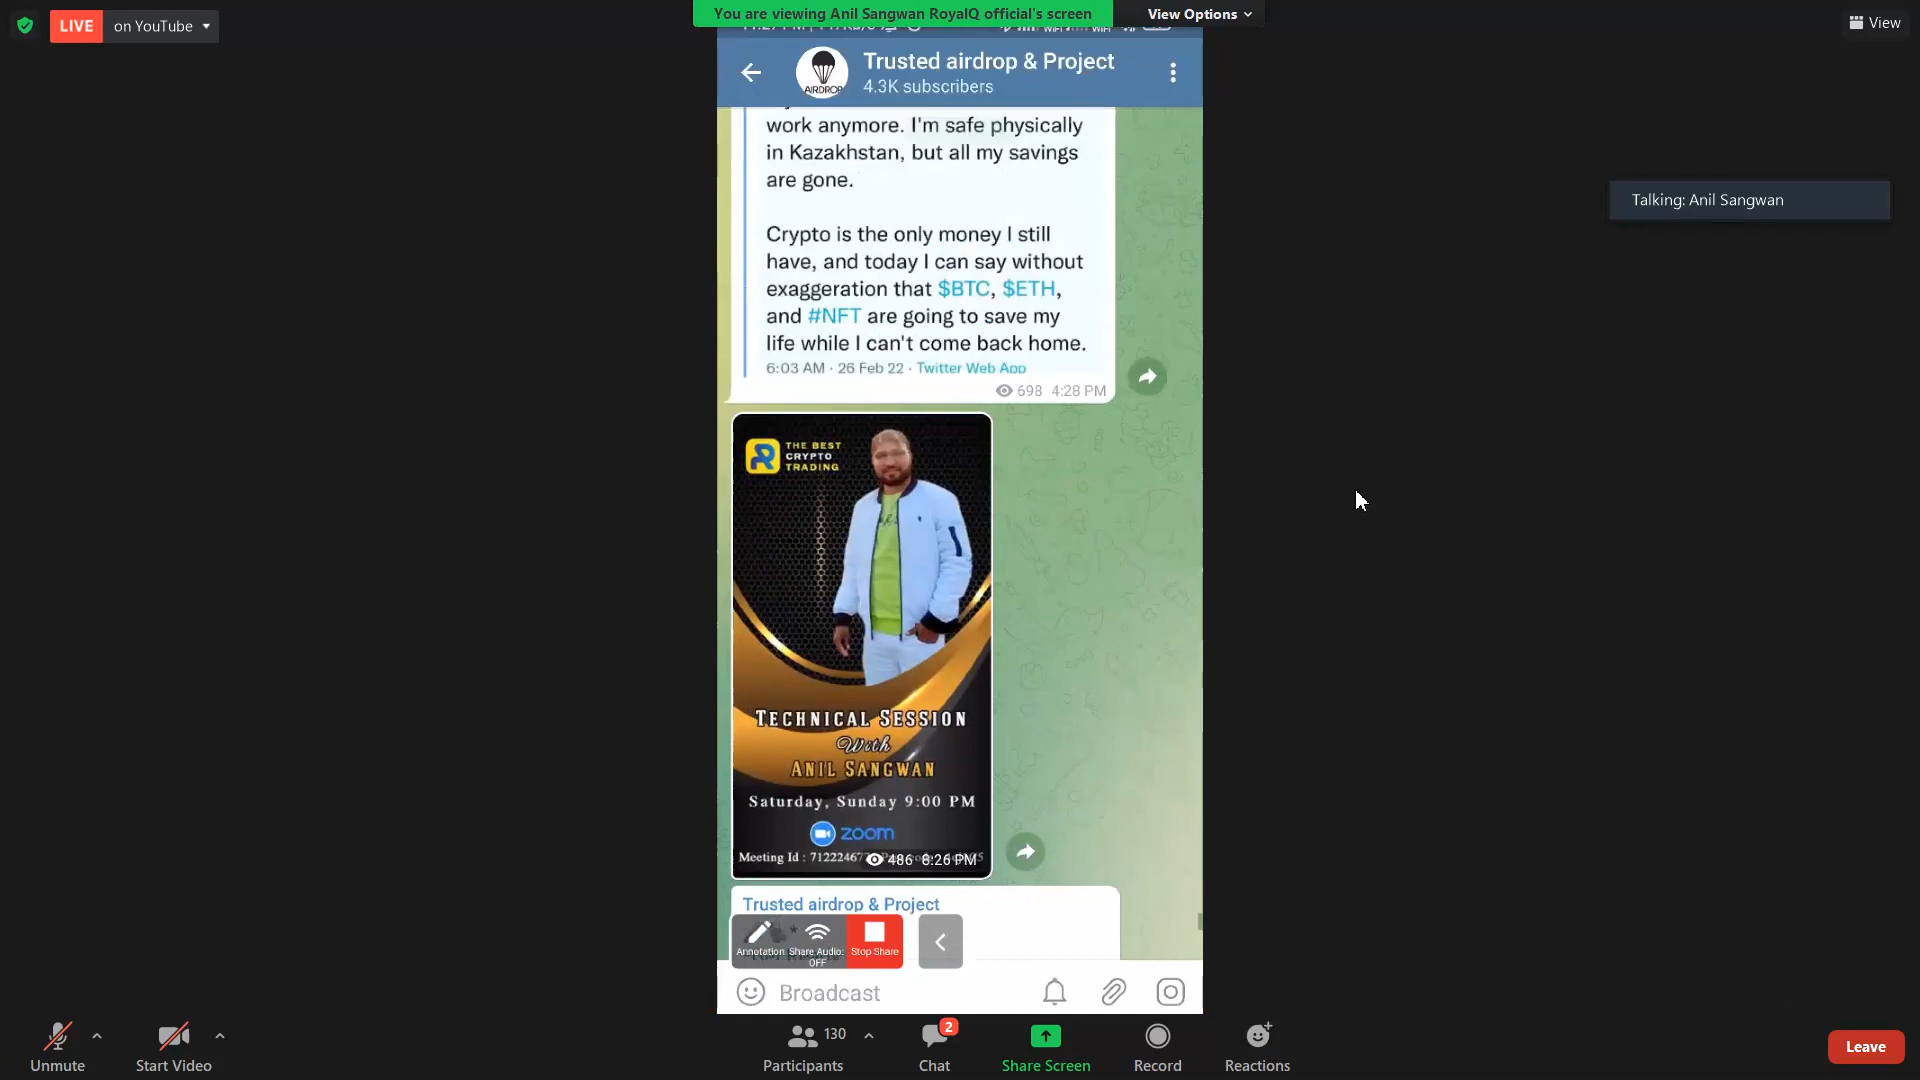 You are viewing Anil Sangwan RoyalQ official's screen
View Options
LIVE
on YouTube
View
Trusted airdrop & Project
4.3K subscribers
AIRDROP
Talking: Anil Sangwan
work anymore. I'm safe physically
in Kazakhstan, but all my savings
are gone.
Crypto is the only money I still
have, and today I can say without
exaggeration that $BTC, $ETH,
and #NFT are going to save my
life while I can't come back home.
6:03 AM · 26 Feb 22 · Twitter Web App
698 4:28 PM
THE BEST
CRYPTO
TRADING
TECHNICAL SESSION
With
ANIL SANGWAN
Saturday, Sunday 9:00 PM
zoom
Meeting Id :
486 8:26 PM
Trusted airdrop & Project
Annotation
Share Audio:
OFF
Stop Share
Broadcast
Unmute
Start Video
130
Participants
2
Chat
Share Screen
Record
Reactions
Leave